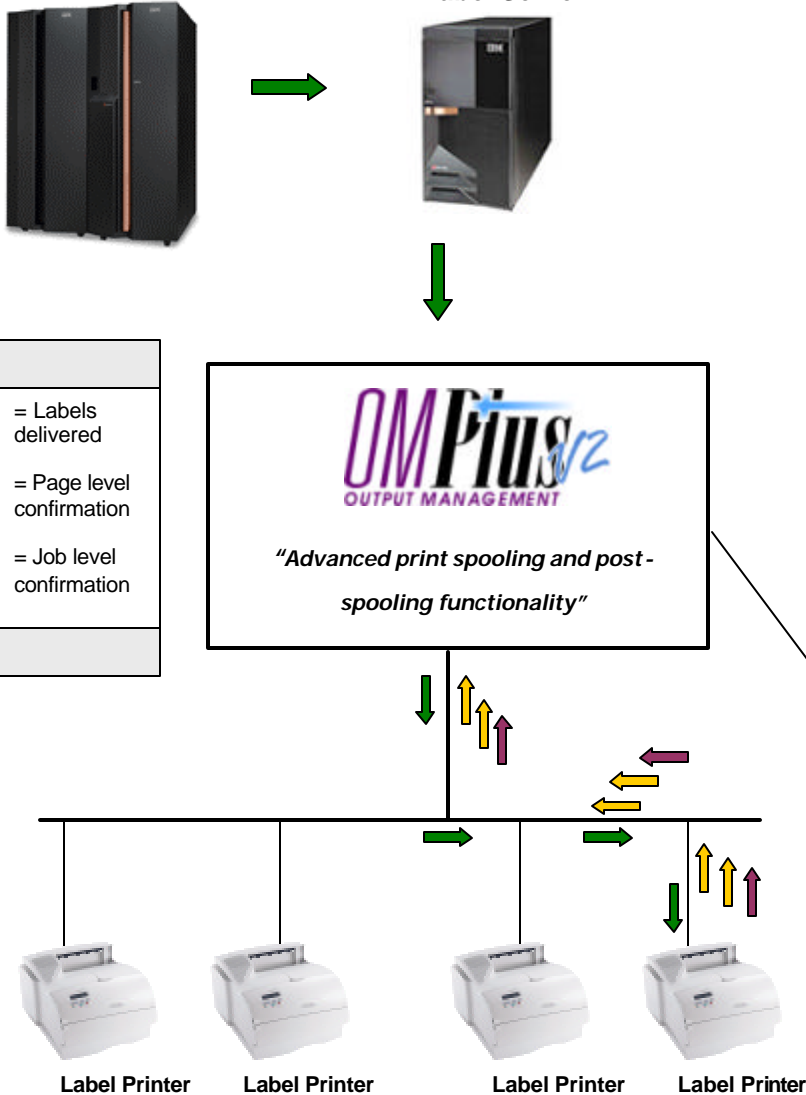 = Labels
delivered
= Page level
confirmation
= Job level
confirmation
OMPlus V2
OUTPUT MANAGEMENT
"Advanced print spooling and post-
spooling functionality"
Label Printer
Label Printer
Label Printer
Label Printer